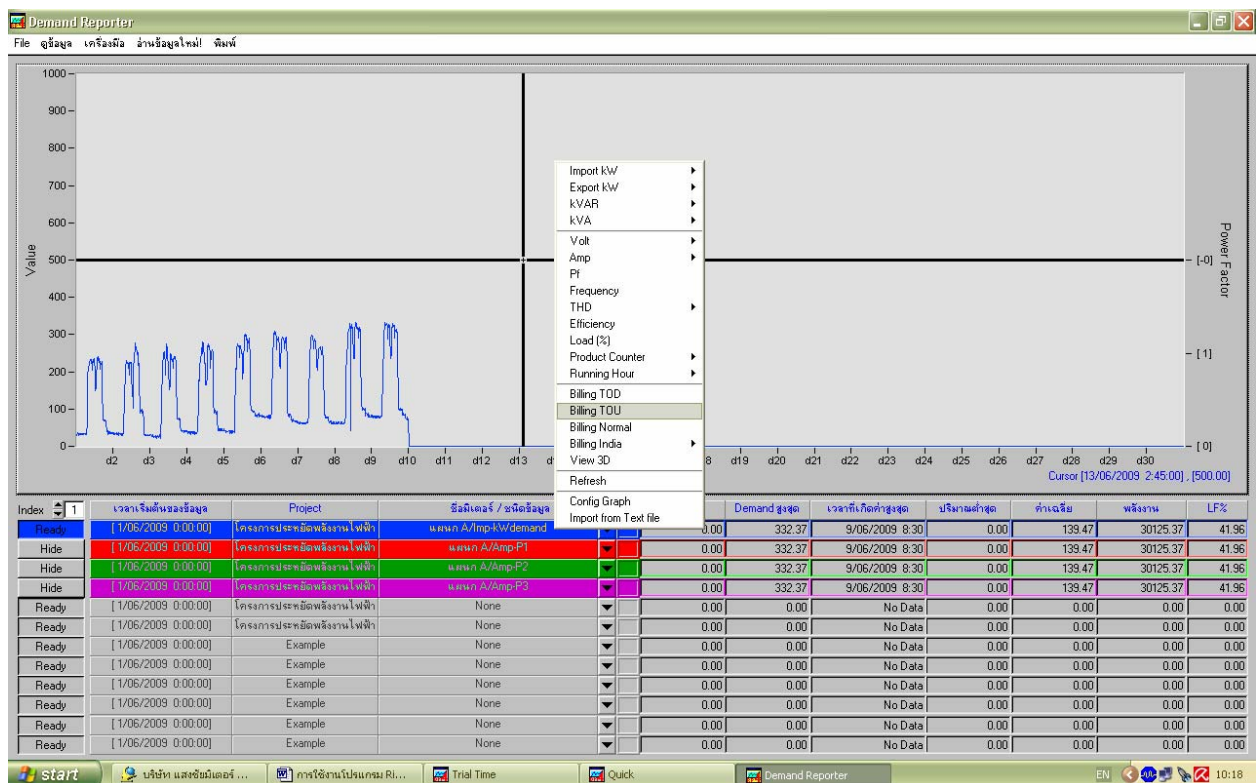 Demand Reporter
File ดูข้อมูล เครื่องมือ อ่านข้อมูลใหม่! พิมพ์
1000
900
800
700
600
500
400
300
200
100
0
Value
Power Factor
[-0]
[ 1]
[ 0]
d2 d3 d4 d5 d6 d7 d8 d9 d10 d11 d12 d13 d 8 d19 d20 d21 d22 d23 d24 d25 d26 d27 d28 d29 d30
Cursor [13/06/2009 2:45:00] , [500.00]
Import kW
Export kW
kVAR
kVA
Volt
Amp
Pf
Frequency
THD
Efficiency
Load (%)
Product Counter
Running Hour
Billing TOD
Billing TOU
Billing Normal
Billing India
View 3D
Refresh
Config Graph
Import from Text file
Index 1 เวลาเริ่มต้นของข้อมูล Project ชื่อมิเตอร์ / ชนิดข้อมูล Demand สูงสุด เวลาที่เกิดค่าสูงสุด ปริมาณต่ำสุด ค่าเฉลี่ย พลังงาน LF%
Ready [ 1/06/2009 0:00:00] โครงการประหยัดพลังงานไฟฟ้า แผนก A/Imp-kWdemand 0.00 332.37 9/06/2009 8:30 0.00 139.47 30125.37 41.96
Hide [ 1/06/2009 0:00:00] โครงการประหยัดพลังงานไฟฟ้า แผนก A/Amp-P1 0.00 332.37 9/06/2009 8:30 0.00 139.47 30125.37 41.96
Hide [ 1/06/2009 0:00:00] โครงการประหยัดพลังงานไฟฟ้า แผนก A/Amp-P2 0.00 332.37 9/06/2009 8:30 0.00 139.47 30125.37 41.96
Hide [ 1/06/2009 0:00:00] โครงการประหยัดพลังงานไฟฟ้า แผนก A/Amp-P3 0.00 332.37 9/06/2009 8:30 0.00 139.47 30125.37 41.96
Ready [ 1/06/2009 0:00:00] โครงการประหยัดพลังงานไฟฟ้า None 0.00 0.00 No Data 0.00 0.00 0.00 0.00
Ready [ 1/06/2009 0:00:00] โครงการประหยัดพลังงานไฟฟ้า None 0.00 0.00 No Data 0.00 0.00 0.00 0.00
Ready [ 1/06/2009 0:00:00] Example None 0.00 0.00 No Data 0.00 0.00 0.00 0.00
Ready [ 1/06/2009 0:00:00] Example None 0.00 0.00 No Data 0.00 0.00 0.00 0.00
Ready [ 1/06/2009 0:00:00] Example None 0.00 0.00 No Data 0.00 0.00 0.00 0.00
Ready [ 1/06/2009 0:00:00] Example None 0.00 0.00 No Data 0.00 0.00 0.00 0.00
Ready [ 1/06/2009 0:00:00] Example None 0.00 0.00 No Data 0.00 0.00 0.00 0.00
Ready [ 1/06/2009 0:00:00] Example None 0.00 0.00 No Data 0.00 0.00 0.00 0.00
start บริษัท แสงชัยมิเตอร์ ... การใช้งานโปรแกรม Ri... Trial Time Quick Demand Reporter EN 10:18